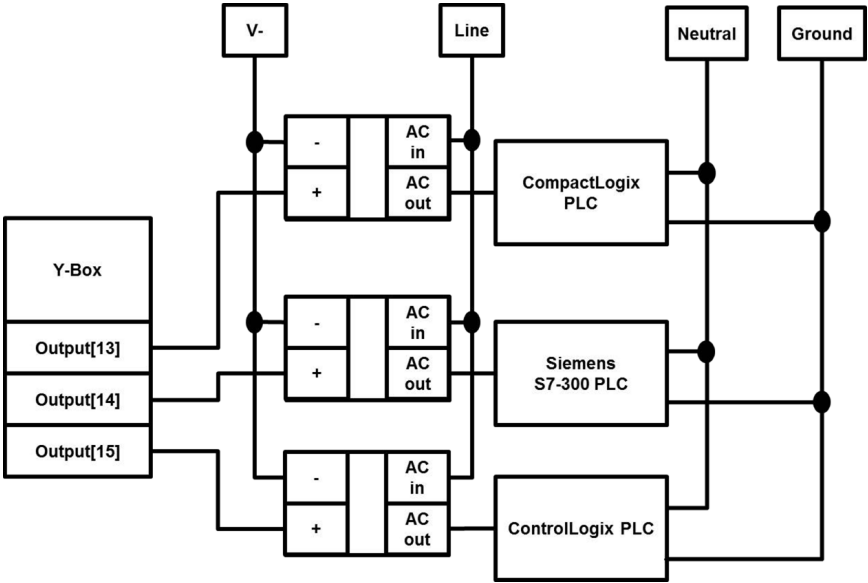 V-
Line
Neutral
Ground
-
AC
in
+
AC
out
CompactLogix
PLC
Y-Box
Output[13]
Output[14]
Output[15]
-
AC
in
+
AC
out
Siemens
S7-300 PLC
-
AC
in
+
AC
out
ControlLogix PLC